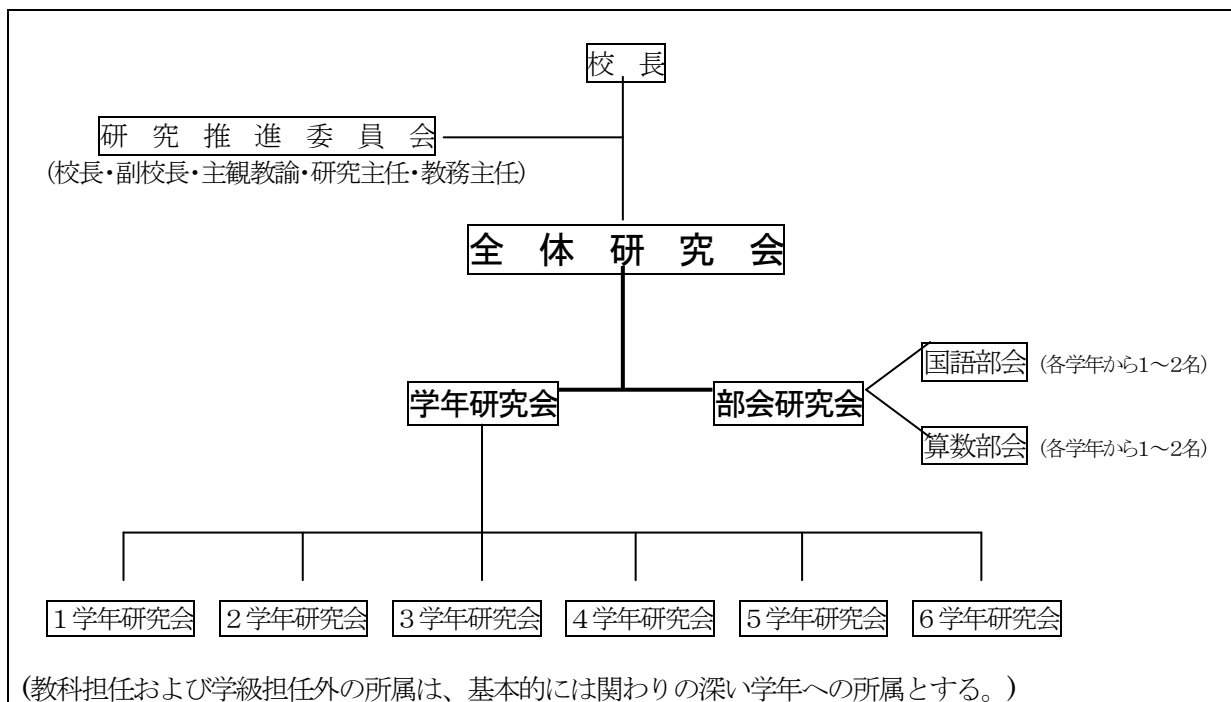 校　長
研　究　推　進　委　員　会
(校長・副校長・主観教諭・研究主任・教務主任)
全　体　研　究　会
国語部会 (各学年から1～2名)
学年研究会 部会研究会
算数部会 (各学年から1～2名)
１学年研究会 ２学年研究会 ３学年研究会 ４学年研究会 ５学年研究会 ６学年研究会
(教科担任および学級担任外の所属は、基本的には関わりの深い学年への所属とする。)